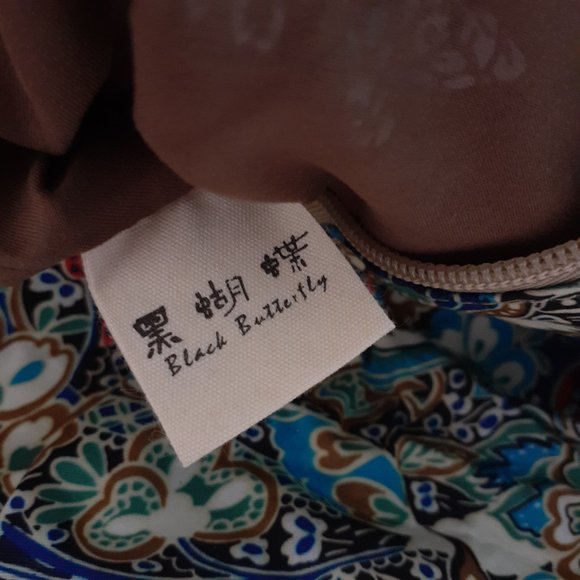 黑蝴蝶
Black Butterfly